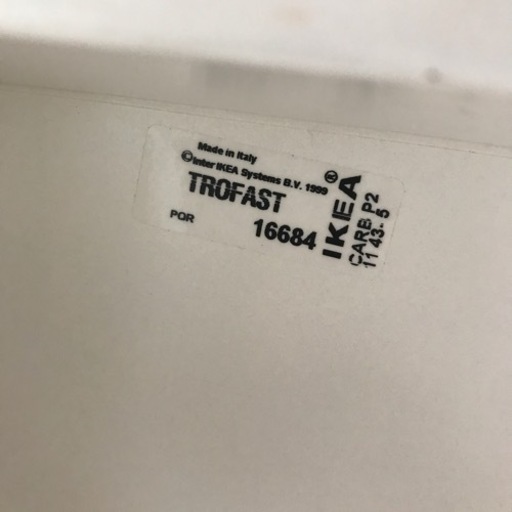 Made in Italy
©Inter IKEA Systems B.V. 1999
TROFAST
PQR
16684
IKEA®
CARB P2
11 43- 5